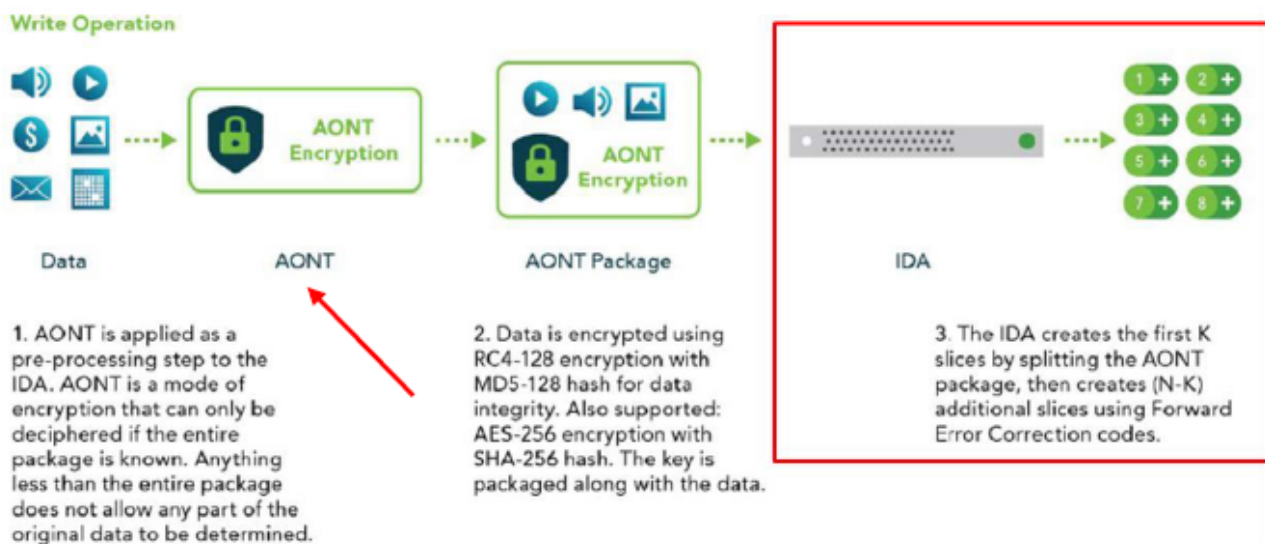 Write Operation
AONT
Encryption
AONT
Encryption
1 +
2 +
3 +
4 +
5 +
6 +
7 +
8 +
Data
AONT
AONT Package
IDA
1. AONT is applied as a
pre-processing step to the
IDA. AONT is a mode of
encryption that can only be
deciphered if the entire
package is known. Anything
less than the entire package
does not allow any part of the
original data to be determined.
2. Data is encrypted using
RC4-128 encryption with
MD5-128 hash for data
integrity. Also supported:
AES-256 encryption with
SHA-256 hash. The key is
packaged along with the data.
3. The IDA creates the first K
slices by splitting the AONT
package, then creates (N-K)
additional slices using Forward
Error Correction codes.